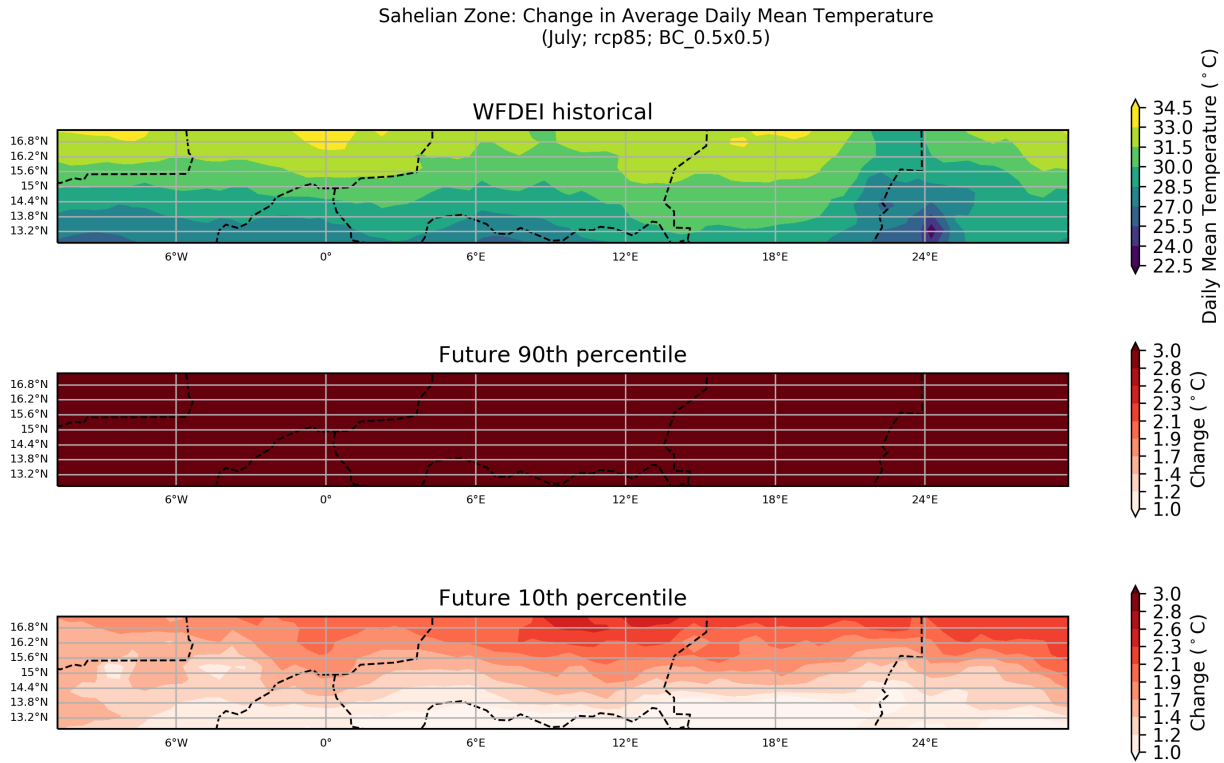 Sahelian Zone: Change in Average Daily Mean Temperature
(July; rcp85; BC_0.5x0.5)
WFDEI historical
16.8°N
16.2°N
15.6°N
15°N
14.4°N
13.8°N
13.2°N
6°W 0° 6°E 12°E 18°E 24°E
34.5
33.0
31.5
30.0
28.5
27.0
25.5
24.0
22.5
Daily Mean Temperature (°C)
Future 90th percentile
16.8°N
16.2°N
15.6°N
15°N
14.4°N
13.8°N
13.2°N
6°W 0° 6°E 12°E 18°E 24°E
3.0
2.8
2.6
2.3
2.1
1.9
1.7
1.4
1.2
1.0
Change (°C)
Future 10th percentile
16.8°N
16.2°N
15.6°N
15°N
14.4°N
13.8°N
13.2°N
6°W 0° 6°E 12°E 18°E 24°E
3.0
2.8
2.6
2.3
2.1
1.9
1.7
1.4
1.2
1.0
Change (°C)